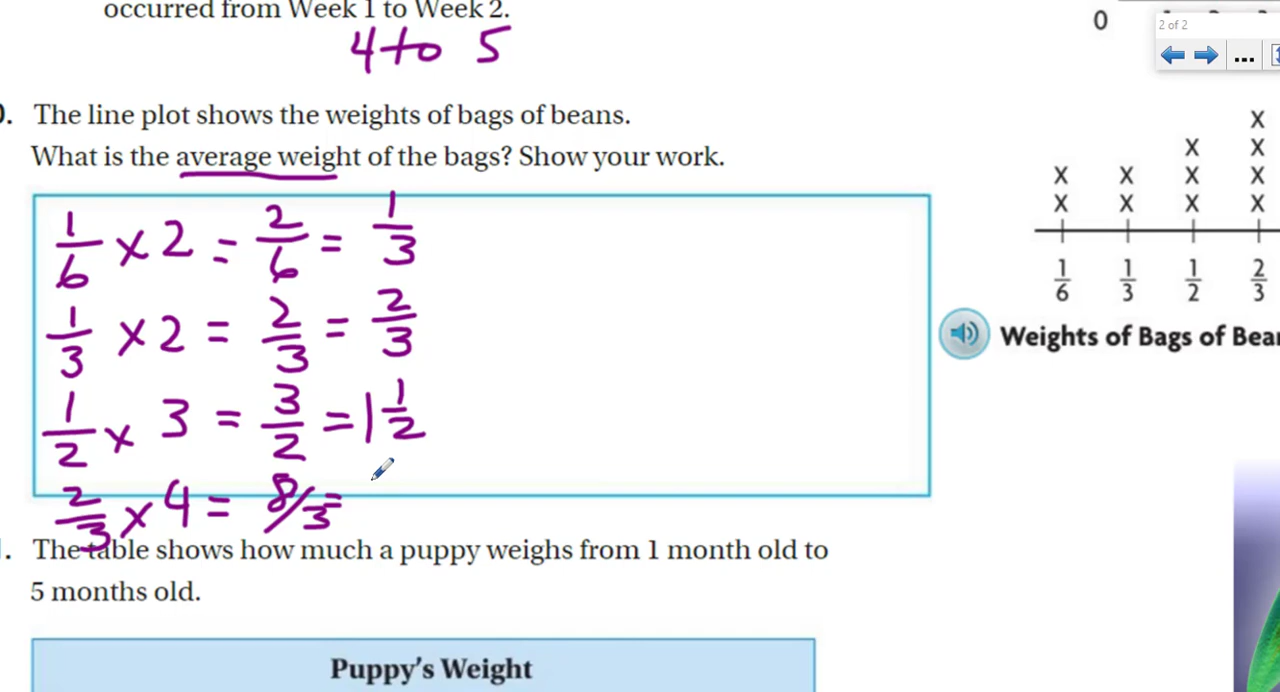 occurred from Week 1 to Week 2.
4 to 5
0
2 of 2
...
. The line plot shows the weights of bags of beans.
What is the average weight of the bags? Show your work.
1/6 x 2 = 2/6 = 1/3
1/3 x 2 = 2/3 = 2/3
1/2 x 3 = 3/2 = 1 1/2
2/3 x 4 = 8/3 =
X
X X
X X X X
X X X X
1/6 1/3 1/2 2/3
Weights of Bags of Bea
. The table shows how much a puppy weighs from 1 month old to
5 months old.
Puppy's Weight